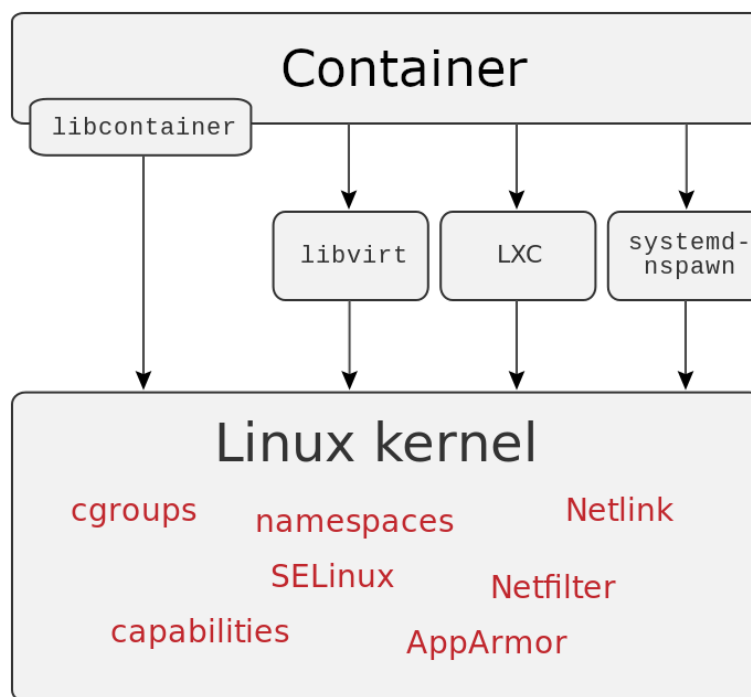 Container
libcontainer
libvirt
LXC
systemd-
nspawn
Linux kernel
cgroups
namespaces
Netlink
SELinux
Netfilter
capabilities
AppArmor